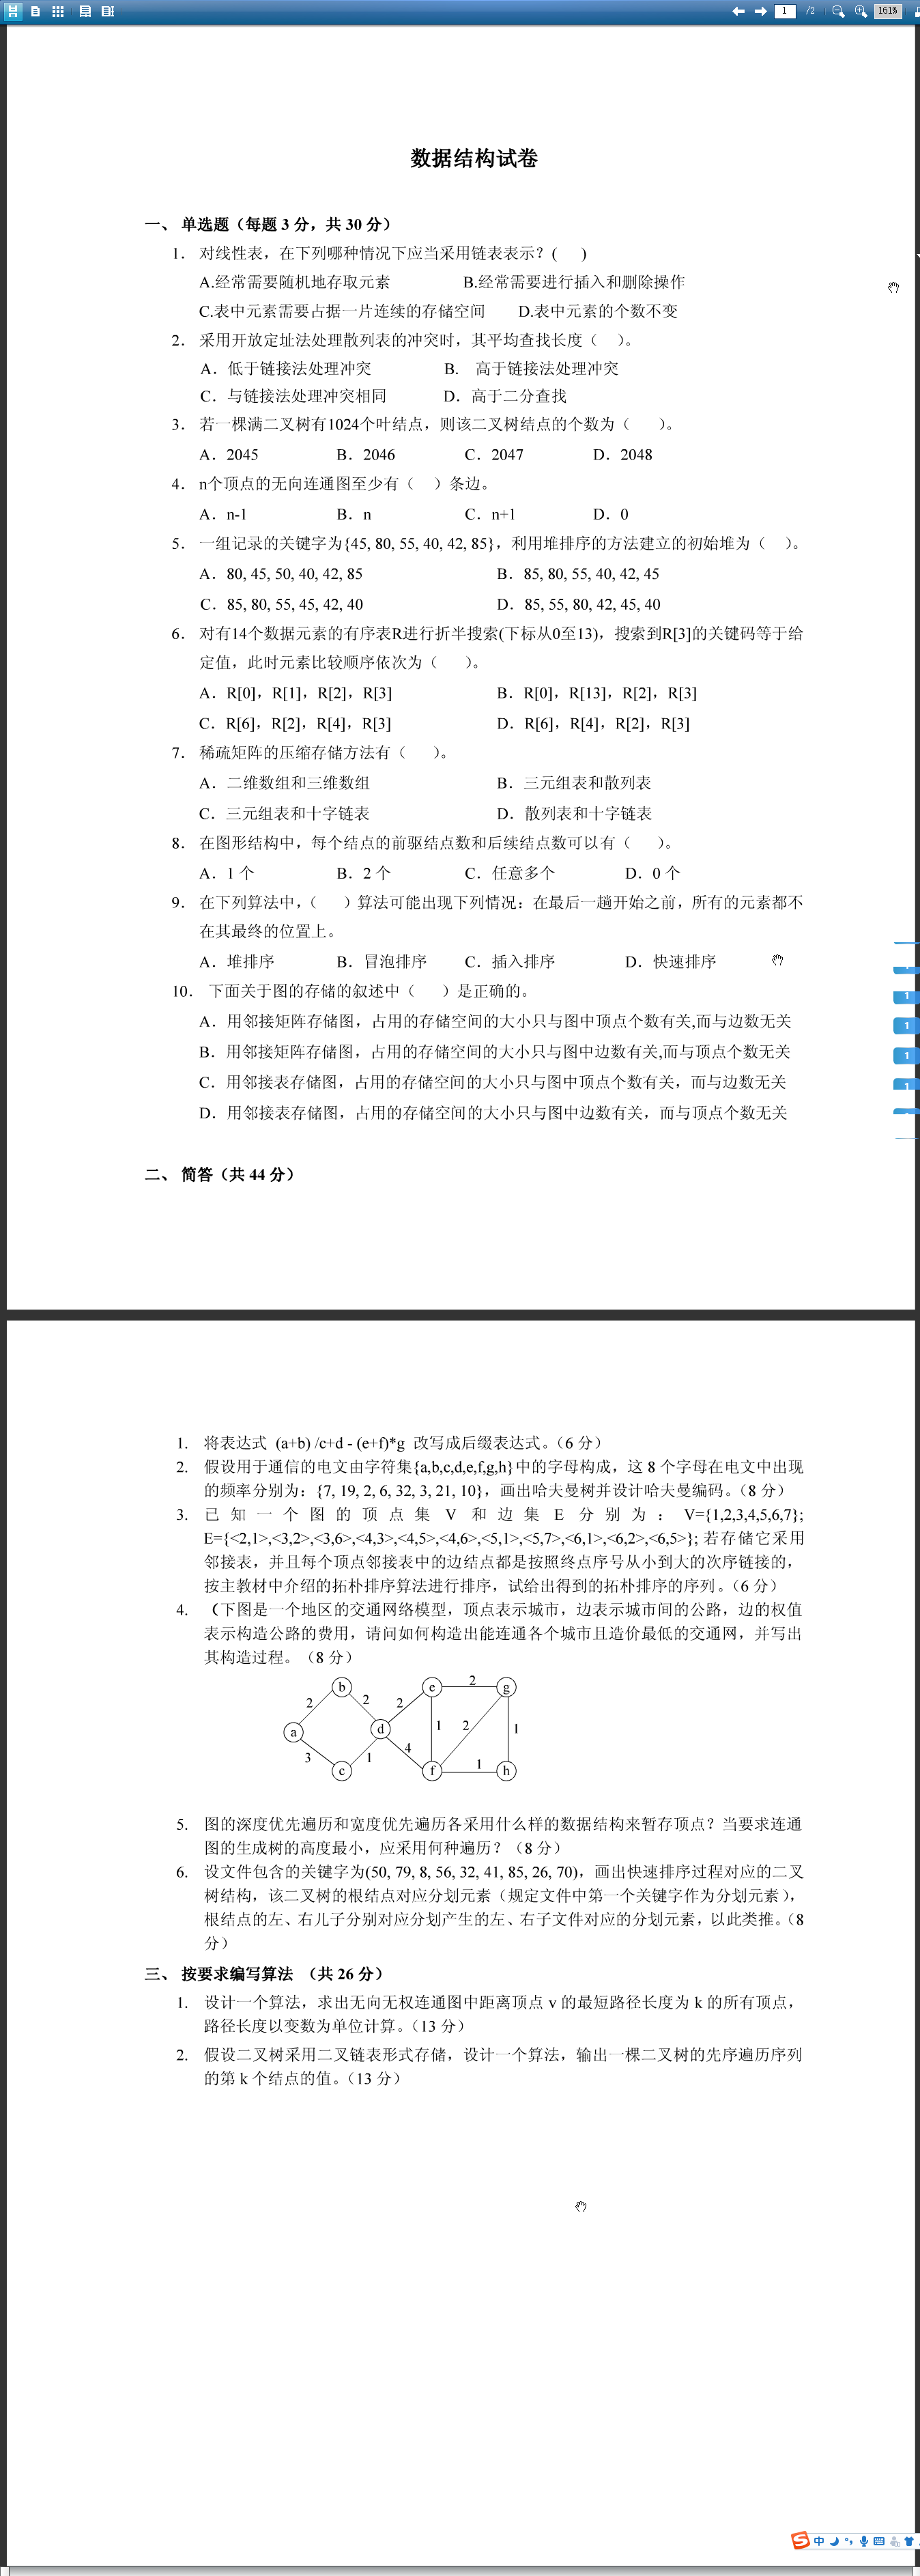 1 /2 161%
数据结构试卷
一、 单选题（每题 3 分，共 30 分）
1． 对线性表，在下列哪种情况下应当采用链表表示？(　　)
A.经常需要随机地存取元素　　B.经常需要进行插入和删除操作
C.表中元素需要占据一片连续的存储空间　　D.表中元素的个数不变
2． 采用开放定址法处理散列表的冲突时，其平均查找长度（　）。
A．低于链接法处理冲突　　B.　高于链接法处理冲突
C．与链接法处理冲突相同　　D．高于二分查找
3． 若一棵满二叉树有1024个叶结点，则该二叉树结点的个数为（　　）。
A．2045　　B．2046　　C．2047　　D．2048
4． n个顶点的无向连通图至少有（　）条边。
A．n-1　　B．n　　C．n+1　　D．0
5． 一组记录的关键字为{45, 80, 55, 40, 42, 85}，利用堆排序的方法建立的初始堆为（　）。
A．80, 45, 50, 40, 42, 85　　B．85, 80, 55, 40, 42, 45
C．85, 80, 55, 45, 42, 40　　D．85, 55, 80, 42, 45, 40
6． 对有14个数据元素的有序表R进行折半搜索(下标从0至13)，搜索到R[3]的关键码等于给
定值，此时元素比较顺序依次为（　　）。
A．R[0]，R[1]，R[2]，R[3]　　B．R[0]，R[13]，R[2]，R[3]
C．R[6]，R[2]，R[4]，R[3]　　D．R[6]，R[4]，R[2]，R[3]
7． 稀疏矩阵的压缩存储方法有（　　）。
A．二维数组和三维数组　　B．三元组表和散列表
C．三元组表和十字链表　　D．散列表和十字链表
8． 在图形结构中，每个结点的前驱结点数和后续结点数可以有（　　）。
A．1 个　　B．2 个　　C．任意多个　　D．0 个
9． 在下列算法中，（　　）算法可能出现下列情况：在最后一趟开始之前，所有的元素都不
在其最终的位置上。
A．堆排序　　B．冒泡排序　　C．插入排序　　D．快速排序
10． 下面关于图的存储的叙述中（　　）是正确的。
A．用邻接矩阵存储图，占用的存储空间的大小只与图中顶点个数有关,而与边数无关
B．用邻接矩阵存储图，占用的存储空间的大小只与图中边数有关,而与顶点个数无关
C．用邻接表存储图，占用的存储空间的大小只与图中顶点个数有关，而与边数无关
D．用邻接表存储图，占用的存储空间的大小只与图中边数有关，而与顶点个数无关
1
1
1
1
二、 简答（共 44 分）
1. 将表达式 (a+b) /c+d - (e+f)*g 改写成后缀表达式。（6 分）
2. 假设用于通信的电文由字符集{a,b,c,d,e,f,g,h}中的字母构成，这 8 个字母在电文中出现
的频率分别为：{7, 19, 2, 6, 32, 3, 21, 10}，画出哈夫曼树并设计哈夫曼编码。（8 分）
3. 已知一个图的顶点集 V 和边集 E 分别为：V={1,2,3,4,5,6,7};
E={<2,1>,<3,2>,<3,6>,<4,3>,<4,5>,<4,6>,<5,1>,<5,7>,<6,1>,<6,2>,<6,5>}; 若存储它采用
邻接表，并且每个顶点邻接表中的边结点都是按照终点序号从小到大的次序链接的，
按主教材中介绍的拓朴排序算法进行排序，试给出得到的拓朴排序的序列。（6 分）
4. （下图是一个地区的交通网络模型，顶点表示城市，边表示城市间的公路，边的权值
表示构造公路的费用，请问如何构造出能连通各个城市且造价最低的交通网，并写出
其构造过程。（8 分）
b e 2 g
2 2 2
a d 1 2 1
3 1 4
c f 1 h
5. 图的深度优先遍历和宽度优先遍历各采用什么样的数据结构来暂存顶点？当要求连通
图的生成树的高度最小，应采用何种遍历？（8 分）
6. 设文件包含的关键字为(50, 79, 8, 56, 32, 41, 85, 26, 70)，画出快速排序过程对应的二叉
树结构，该二叉树的根结点对应分划元素（规定文件中第一个关键字作为分划元素），
根结点的左、右儿子分别对应分划产生的左、右子文件对应的分划元素，以此类推。（8
分）
三、 按要求编写算法 （共 26 分）
1. 设计一个算法，求出无向无权连通图中距离顶点 v 的最短路径长度为 k 的所有顶点，
路径长度以变数为单位计算。（13 分）
2. 假设二叉树采用二叉链表形式存储，设计一个算法，输出一棵二叉树的先序遍历序列
的第 k 个结点的值。（13 分）
S 中